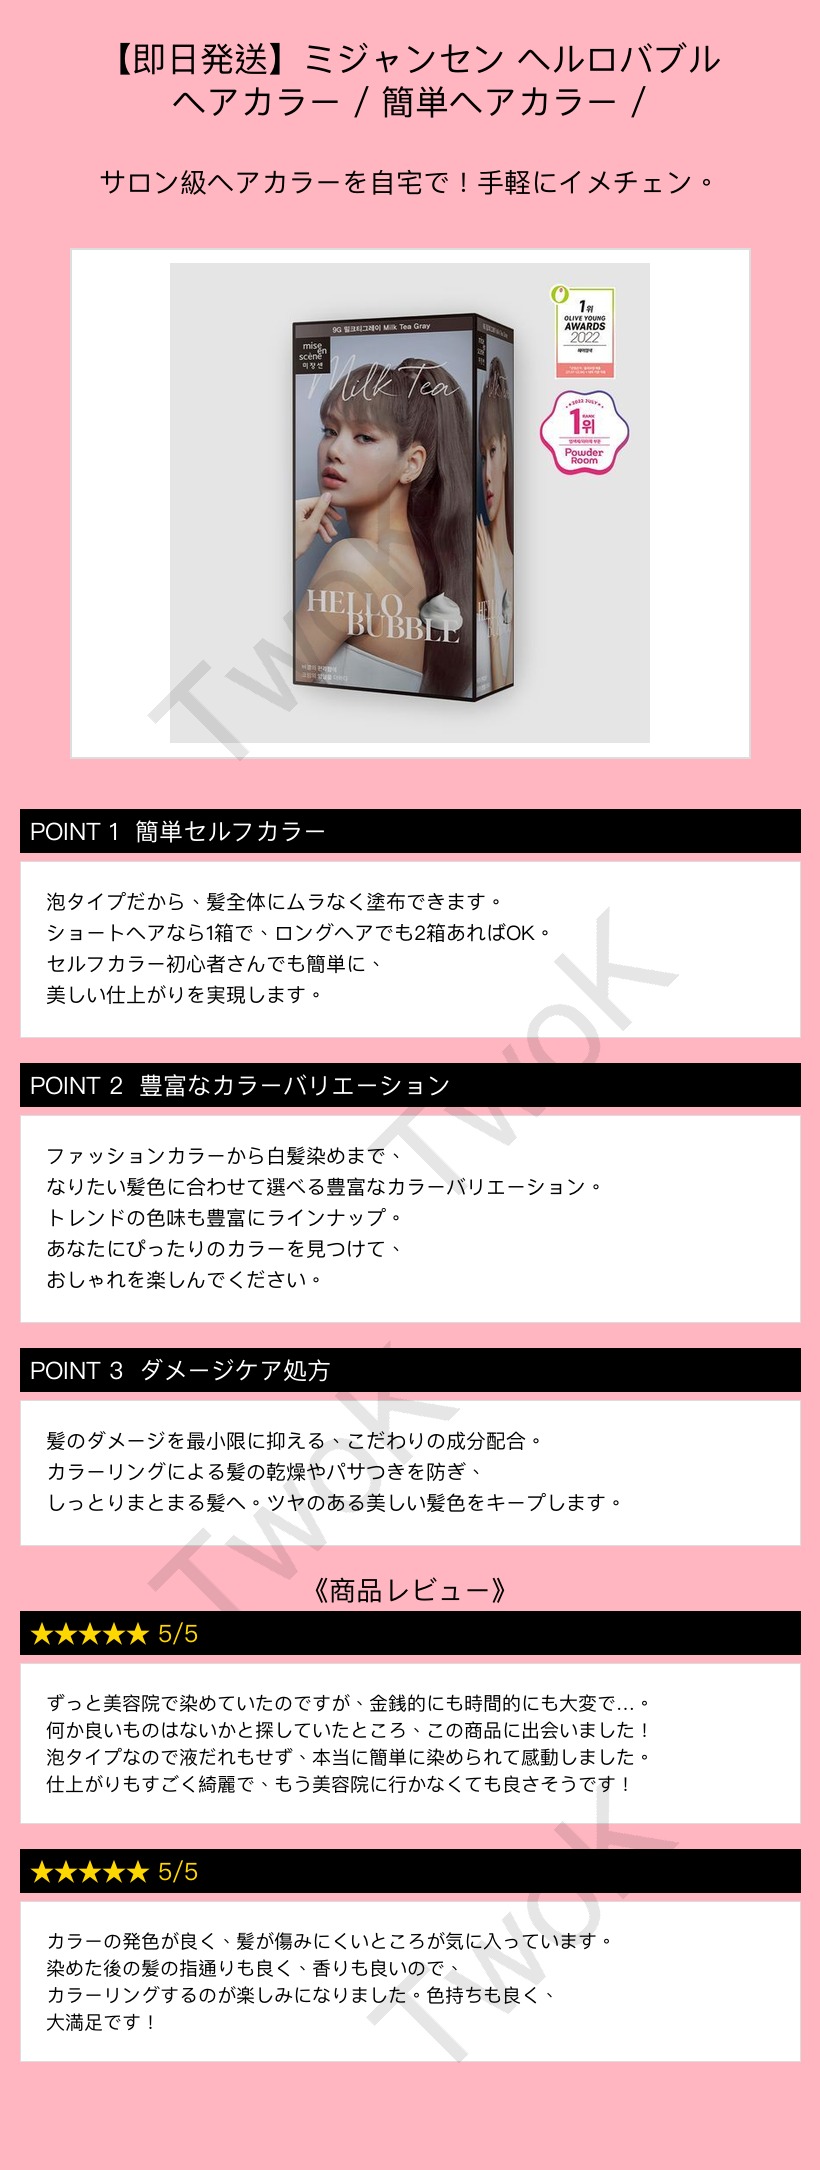 【即日発送】ミジャンセン ヘルロバブル
ヘアカラー / 簡単ヘアカラー /
サロン級ヘアカラーを自宅で！手軽にイメチェン。
9G 밀크티그레이 Milk Tea Gray
mise
en
scène
미장센
Milk Tea
HELLO
BUBBLE
1위
OLIVE YOUNG
AWARDS
2022
헤어염색
2022 JULY
RANK
1위
Powder
Room
TwoK
POINT 1 簡単セルフカラー
泡タイプだから、髪全体にムラなく塗布できます。
ショートヘアなら1箱で、ロングヘアでも2箱あればOK。
セルフカラー初心者さんでも簡単に、
美しい仕上がりを実現します。
TwoK
POINT 2 豊富なカラーバリエーション
ファッションカラーから白髪染めまで、
なりたい髪色に合わせて選べる豊富なカラーバリエーション。
トレンドの色味も豊富にラインナップ。
あなたにぴったりのカラーを見つけて、
おしゃれを楽しんでください。
POINT 3 ダメージケア処方
髪のダメージを最小限に抑える、こだわりの成分配合。
カラーリングによる髪の乾燥やパサつきを防ぎ、
しっとりまとまる髪へ。ツヤのある美しい髪色をキープします。
TwoK
《商品レビュー》
★★★★★ 5/5
ずっと美容院で染めていたのですが、金銭的にも時間的にも大変で…。
何か良いものはないかと探していたところ、この商品に出会いました！
泡タイプなので液だれもせず、本当に簡単に染められて感動しました。
仕上がりもすごく綺麗で、もう美容院に行かなくても良さそうです！
★★★★★ 5/5
カラーの発色が良く、髪が傷みにくいところが気に入っています。
染めた後の髪の指通りも良く、香りも良いので、
カラーリングするのが楽しみになりました。色持ちも良く、
大満足です！
TwoK